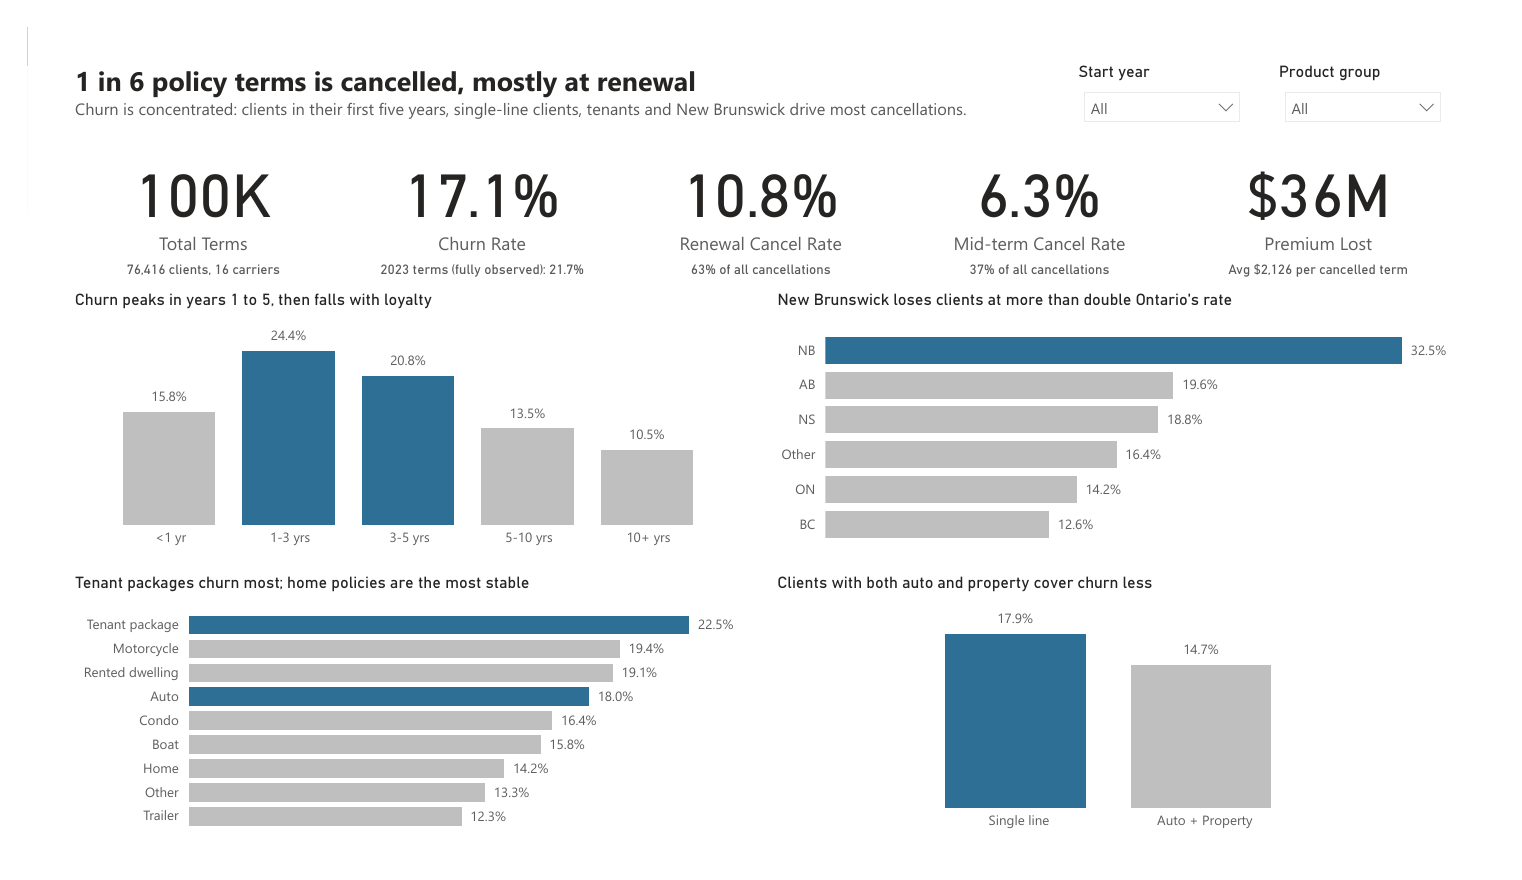 1 in 6 policy terms is cancelled, mostly at renewal
Churn is concentrated: clients in their first five years, single-line clients, tenants and New Brunswick drive most cancellations.
Start year
Product group
All
All
100K
17.1%
10.8%
6.3%
$36M
Total Terms
Churn Rate
Renewal Cancel Rate
Mid-term Cancel Rate
Premium Lost
76,416 clients, 16 carriers
2023 terms (fully observed): 21.7%
63% of all cancellations
37% of all cancellations
Avg $2,126 per cancelled term
Churn peaks in years 1 to 5, then falls with loyalty
15.8%
24.4%
20.8%
13.5%
10.5%
<1 yr
1-3 yrs
3-5 yrs
5-10 yrs
10+ yrs
New Brunswick loses clients at more than double Ontario's rate
NB 32.5%
AB 19.6%
NS 18.8%
Other 16.4%
ON 14.2%
BC 12.6%
Tenant packages churn most; home policies are the most stable
Tenant package 22.5%
Motorcycle 19.4%
Rented dwelling 19.1%
Auto 18.0%
Condo 16.4%
Boat 15.8%
Home 14.2%
Other 13.3%
Trailer 12.3%
Clients with both auto and property cover churn less
17.9%
14.7%
Single line
Auto + Property